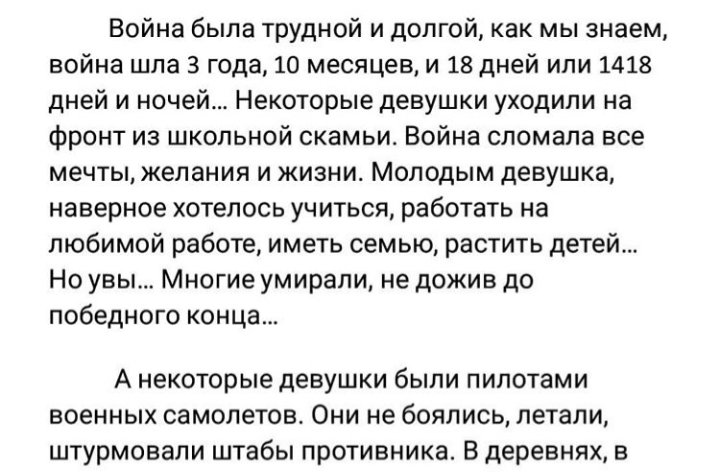 Война была трудной и долгой, как мы знаем,
война шла 3 года, 10 месяцев, и 18 дней или 1418
дней и ночей... Некоторые девушки уходили на
фронт из школьной скамьи. Война сломала все
мечты, желания и жизни. Молодым девушка,
наверное хотелось учиться, работать на
любимой работе, иметь семью, растить детей...
Но увы... Многие умирали, не дожив до
победного конца...
А некоторые девушки были пилотами
военных самолетов. Они не боялись, летали,
штурмовали штабы противника. В деревнях, в